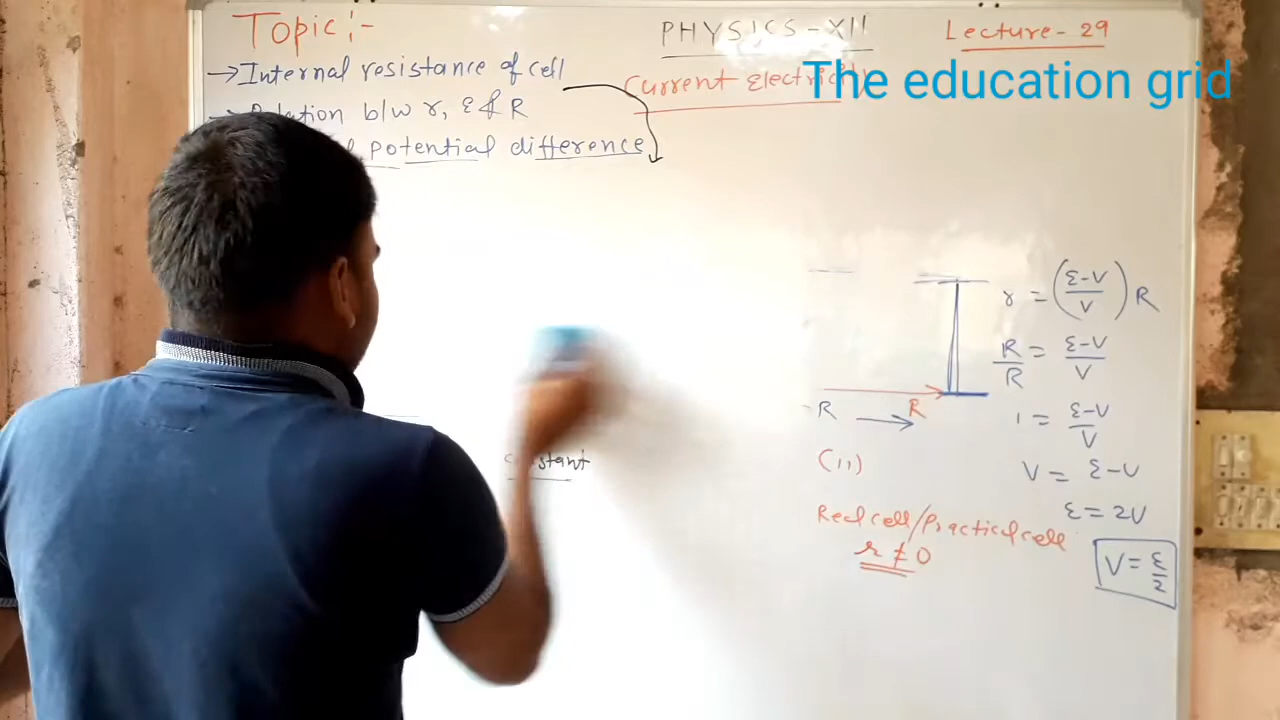 Topic:-
PHYSICS-XII
Lecture-29
→Internal resistance of cell
Current Electricity
The education grid
b/w r, ε & R
potential difference
r = (ε-V/V) R
R/R = ε-V/V
R → R
1 = ε-V/V
constant
(ii)
V = ε-V
Real cell/Practical cell
ε = 2V
r ≠ 0
V = ε/2